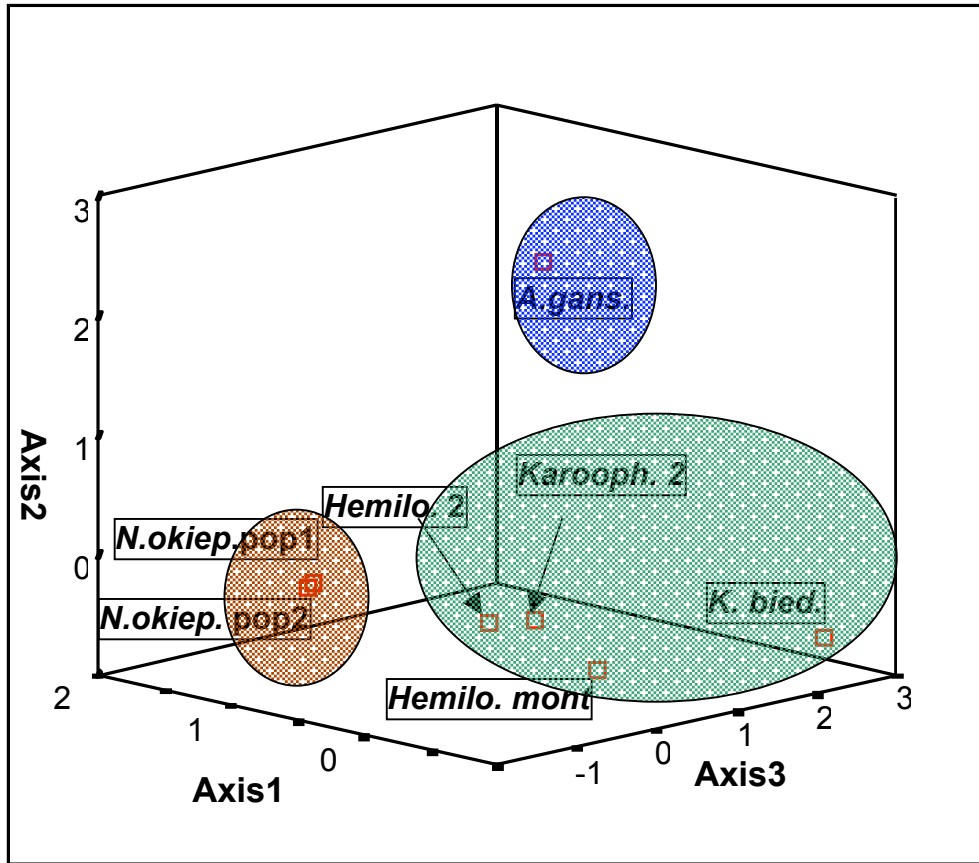 3
A.gans.
2
1
Axis2
Karooph. 2
Hemilo. 2
N.okiep.pop1
0
K. bied.
N.okiep. pop2
Hemilo. mont
2
1
0
Axis1
-1
0
1
2
3
Axis3